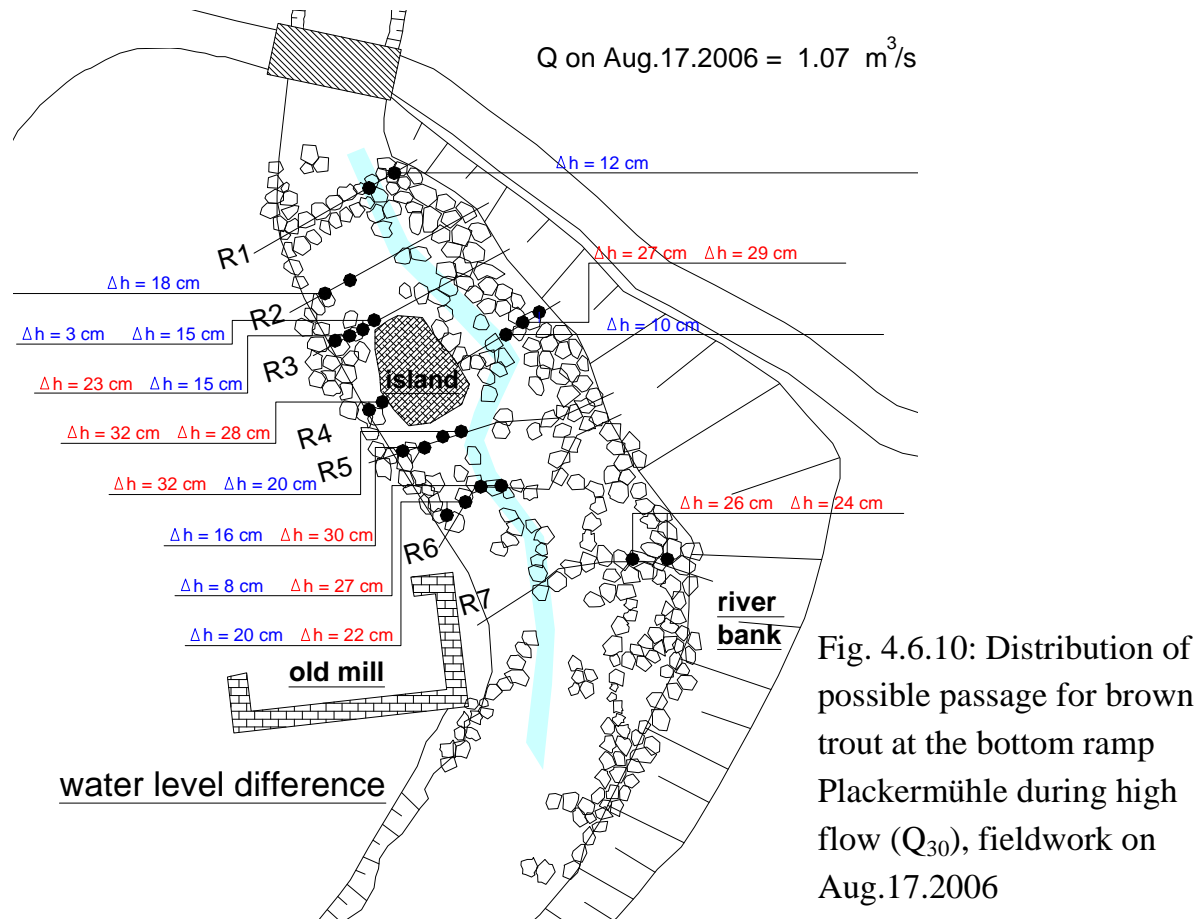 Q on Aug.17.2006 = 1.07 m³/s
Δh = 12 cm
R1
Δh = 27 cm Δh = 29 cm
Δh = 18 cm
R2
Δh = 10 cm
Δh = 3 cm Δh = 15 cm
R3
Δh = 23 cm Δh = 15 cm
island
Δh = 32 cm Δh = 28 cm
R4
R5
Δh = 32 cm Δh = 20 cm
Δh = 26 cm Δh = 24 cm
Δh = 16 cm Δh = 30 cm
R6
Δh = 8 cm Δh = 27 cm
R7
river
bank
Δh = 20 cm Δh = 22 cm
old mill
water level difference
Fig. 4.6.10: Distribution of
possible passage for brown
trout at the bottom ramp
Plackermühle during high
flow (Q₃₀), fieldwork on
Aug.17.2006